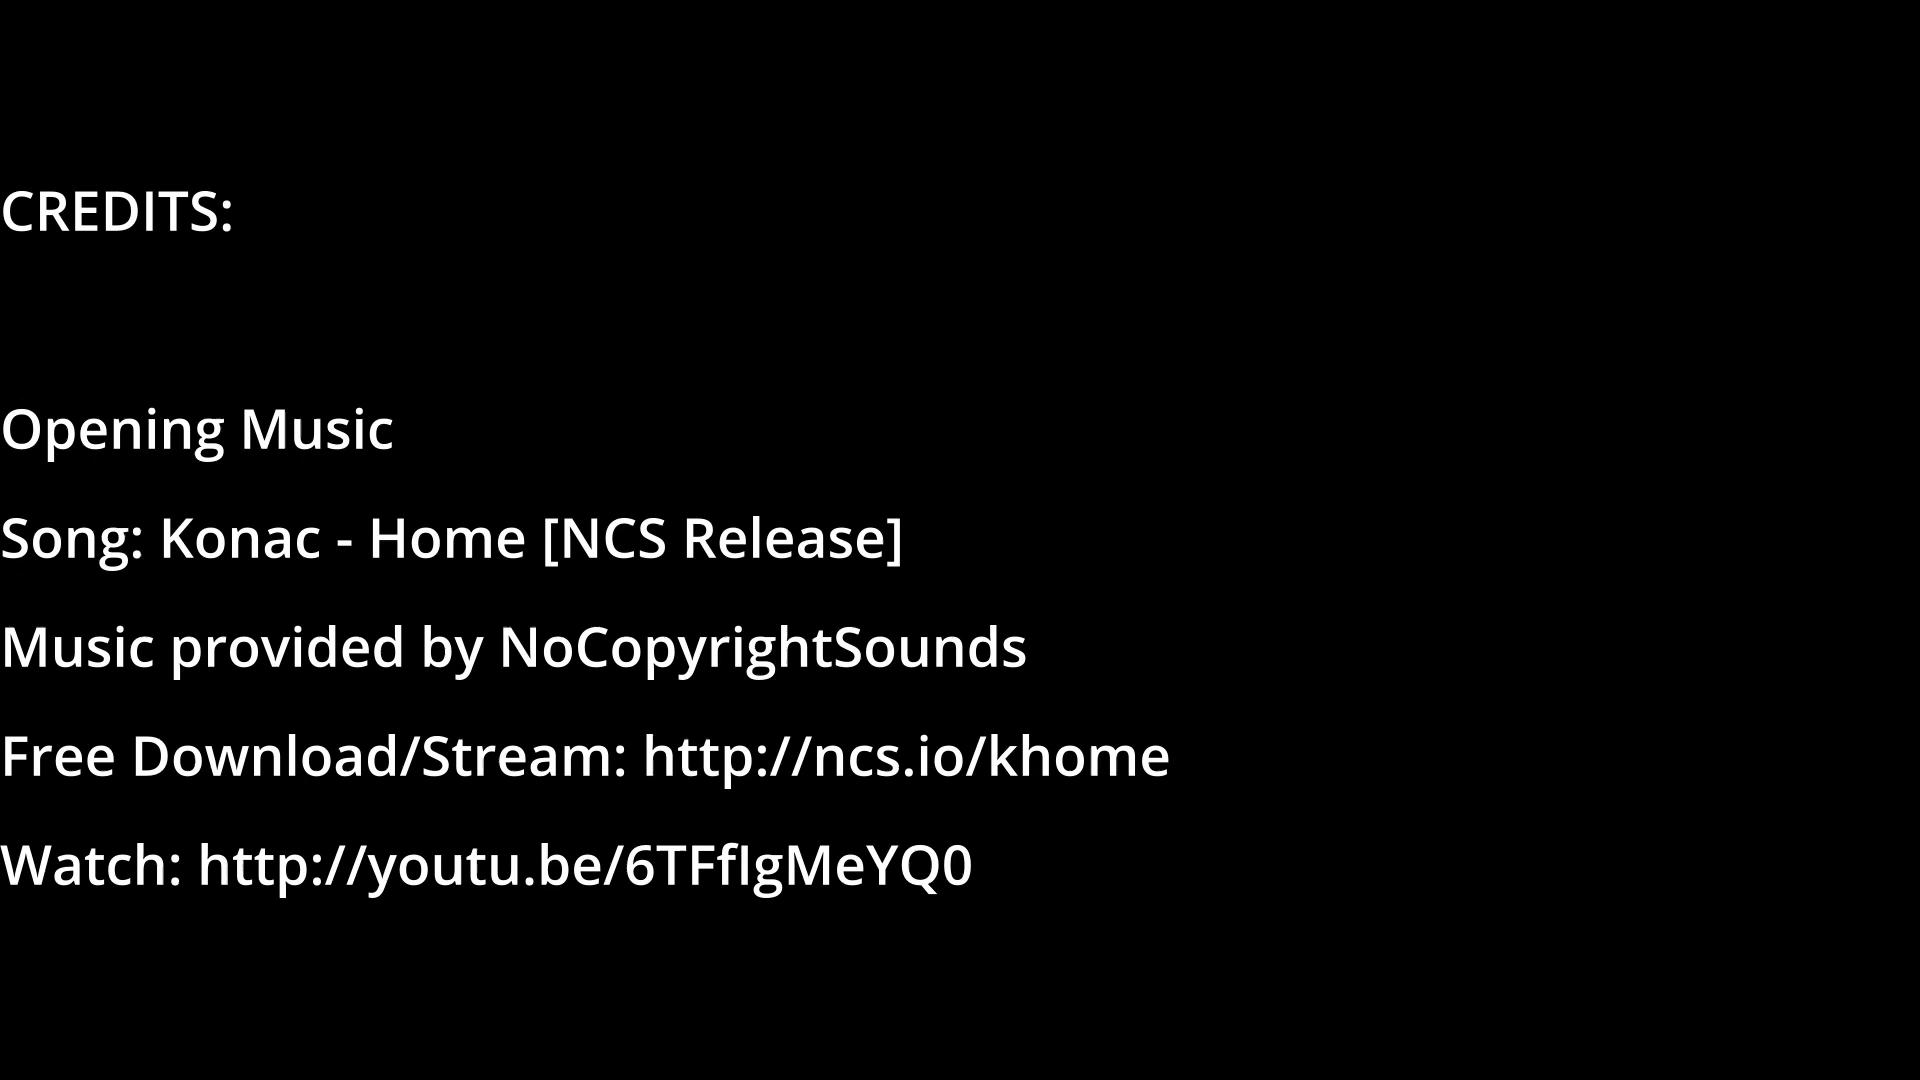 CREDITS:
Opening Music
Song: Konac - Home [NCS Release]
Music provided by NoCopyrightSounds
Free Download/Stream: http://ncs.io/khome
Watch: http://youtu.be/6TFfIgMeYQ0